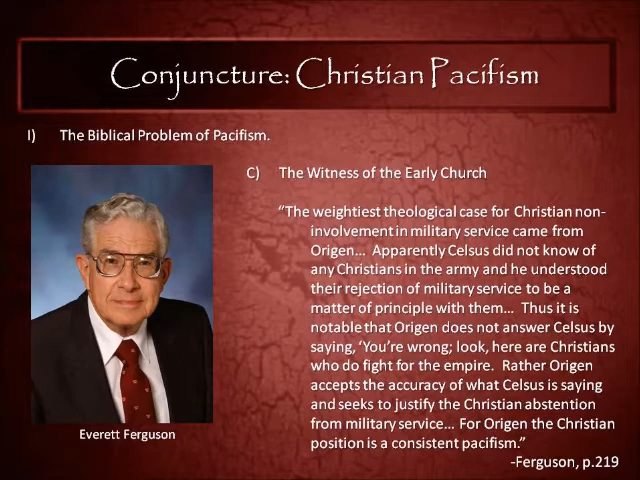 Conjuncture: Christian Pacifism
I) The Biblical Problem of Pacifism.
C) The Witness of the Early Church
“The weightiest theological case for Christian non-
involvement in military service came from
Origen… Apparently Celsus did not know of
any Christians in the army and he understood
their rejection of military service to be a
matter of principle with them… Thus it is
notable that Origen does not answer Celsus by
saying, ‘You’re wrong; look, here are Christians
who do fight for the empire. Rather Origen
accepts the accuracy of what Celsus is saying
and seeks to justify the Christian abstention
from military service… For Origen the Christian
position is a consistent pacifism.”
-Ferguson, p.219
Everett Ferguson